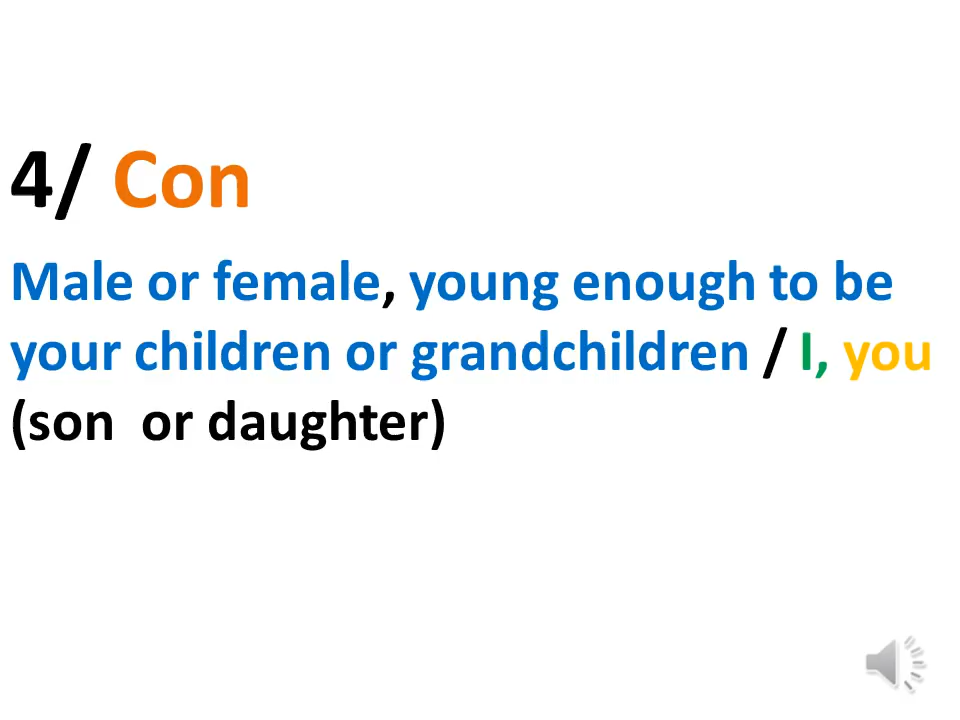 4/ Con
Male or female, young enough to be
your children or grandchildren / I, you
(son  or daughter)